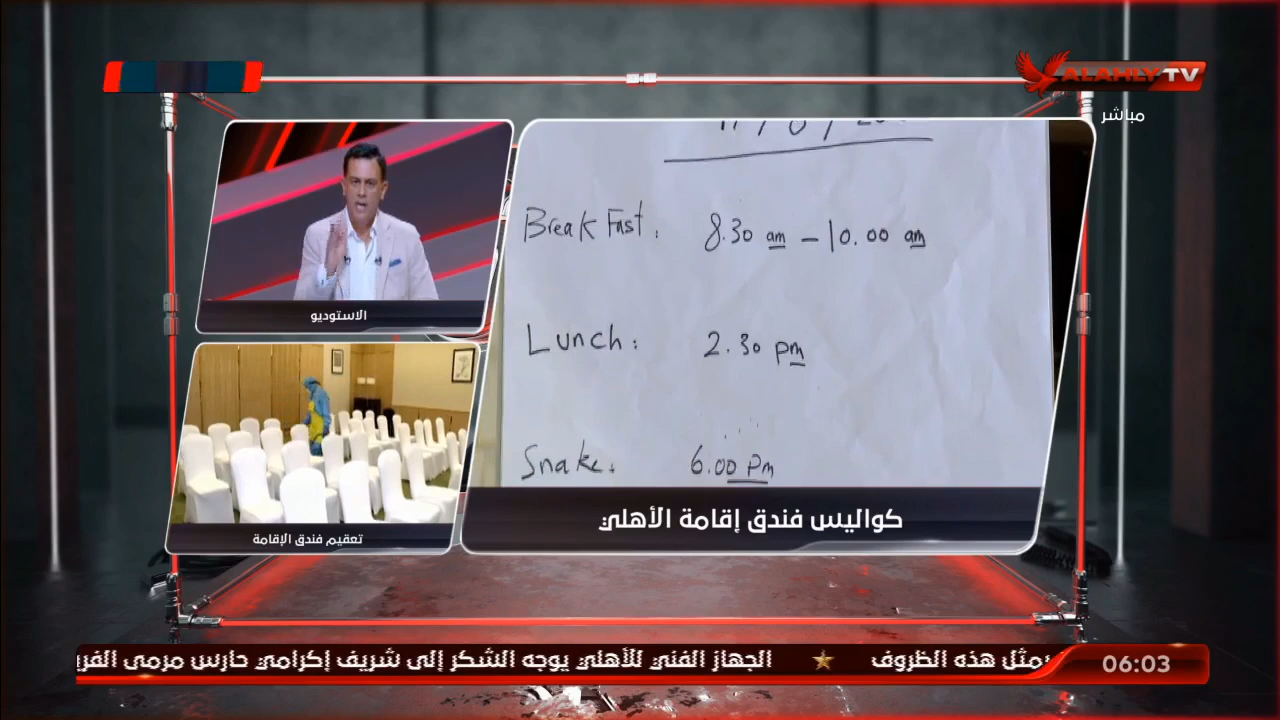 ALAHLY TV
مباشر
Break Fast : 8.30 am – 10.00 am
Lunch : 2.30 pm
Snake : 6.00 Pm
كواليس فندق إقامة الأهلي
الاستوديو
تعقيم فندق الإقامة
بمثل هذه الظروف ★ الجهاز الفني للأهلي يوجه الشكر إلى شريف إكرامي حارس مرمى
06:03